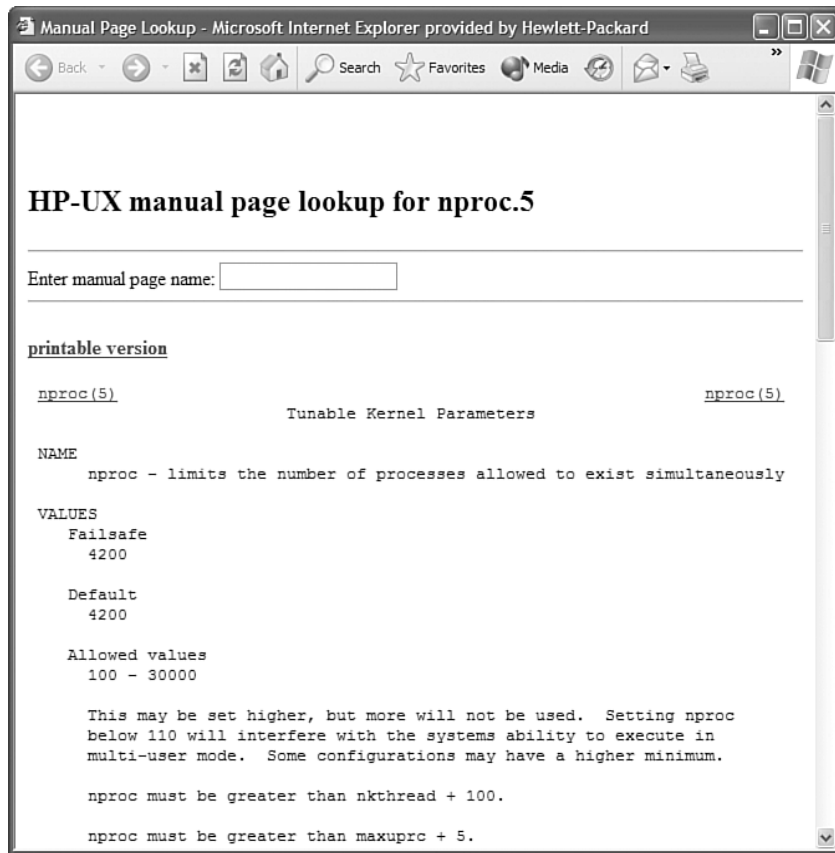 Manual Page Lookup - Microsoft Internet Explorer provided by Hewlett-Packard
Back Search Favorites Media »
HP-UX manual page lookup for nproc.5
Enter manual page name:
printable version
nproc(5) nproc(5)
Tunable Kernel Parameters
NAME
nproc - limits the number of processes allowed to exist simultaneously
VALUES
Failsafe
4200
Default
4200
Allowed values
100 - 30000
This may be set higher, but more will not be used. Setting nproc
below 110 will interfere with the systems ability to execute in
multi-user mode. Some configurations may have a higher minimum.
nproc must be greater than nkthread + 100.
nproc must be greater than maxuprc + 5.